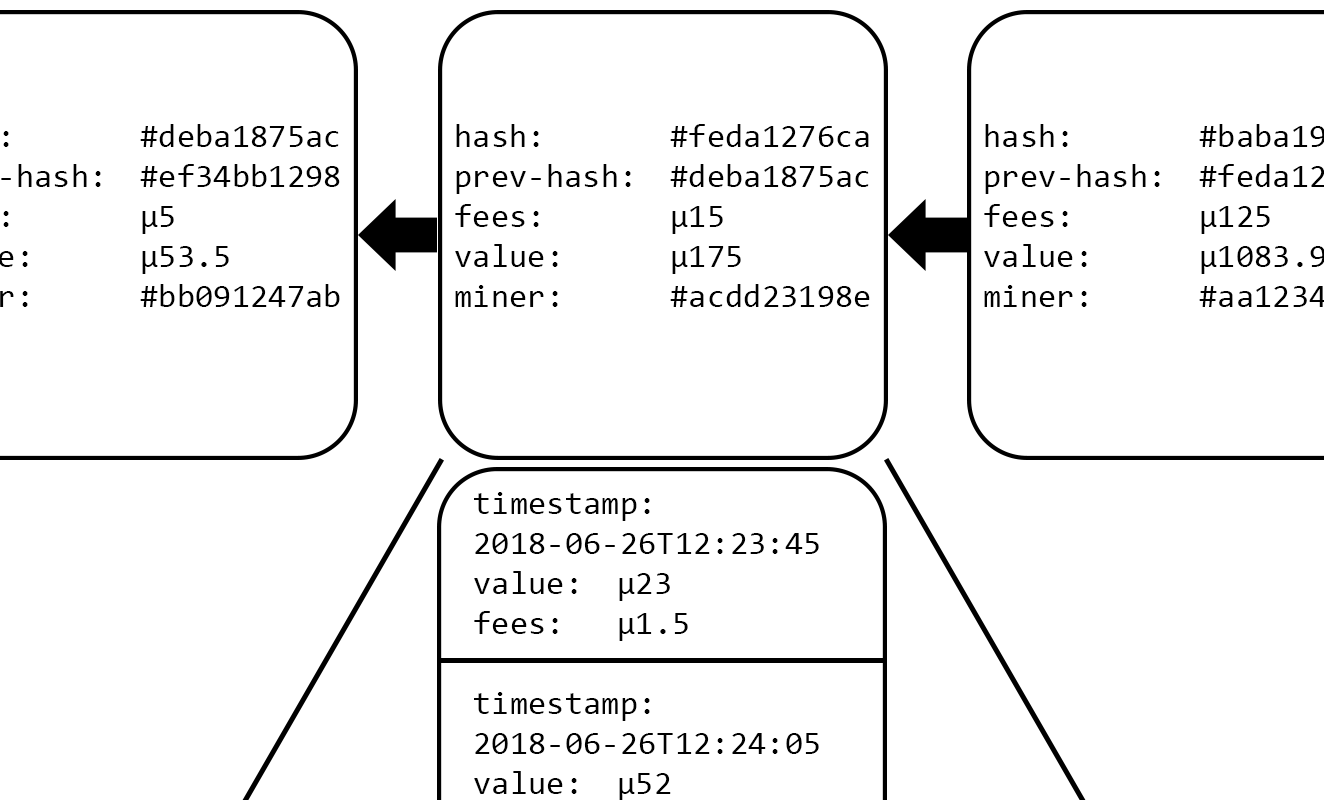 : #deba1875ac
-hash: #ef34bb1298
: µ5
e: µ53.5
r: #bb091247ab
hash: #feda1276ca
prev-hash: #deba1875ac
fees: µ15
value: µ175
miner: #acdd23198e
hash: #baba19
prev-hash: #feda12
fees: µ125
value: µ1083.9
miner: #aa1234
timestamp:
2018-06-26T12:23:45
value: µ23
fees: µ1.5
timestamp:
2018-06-26T12:24:05
value: µ52